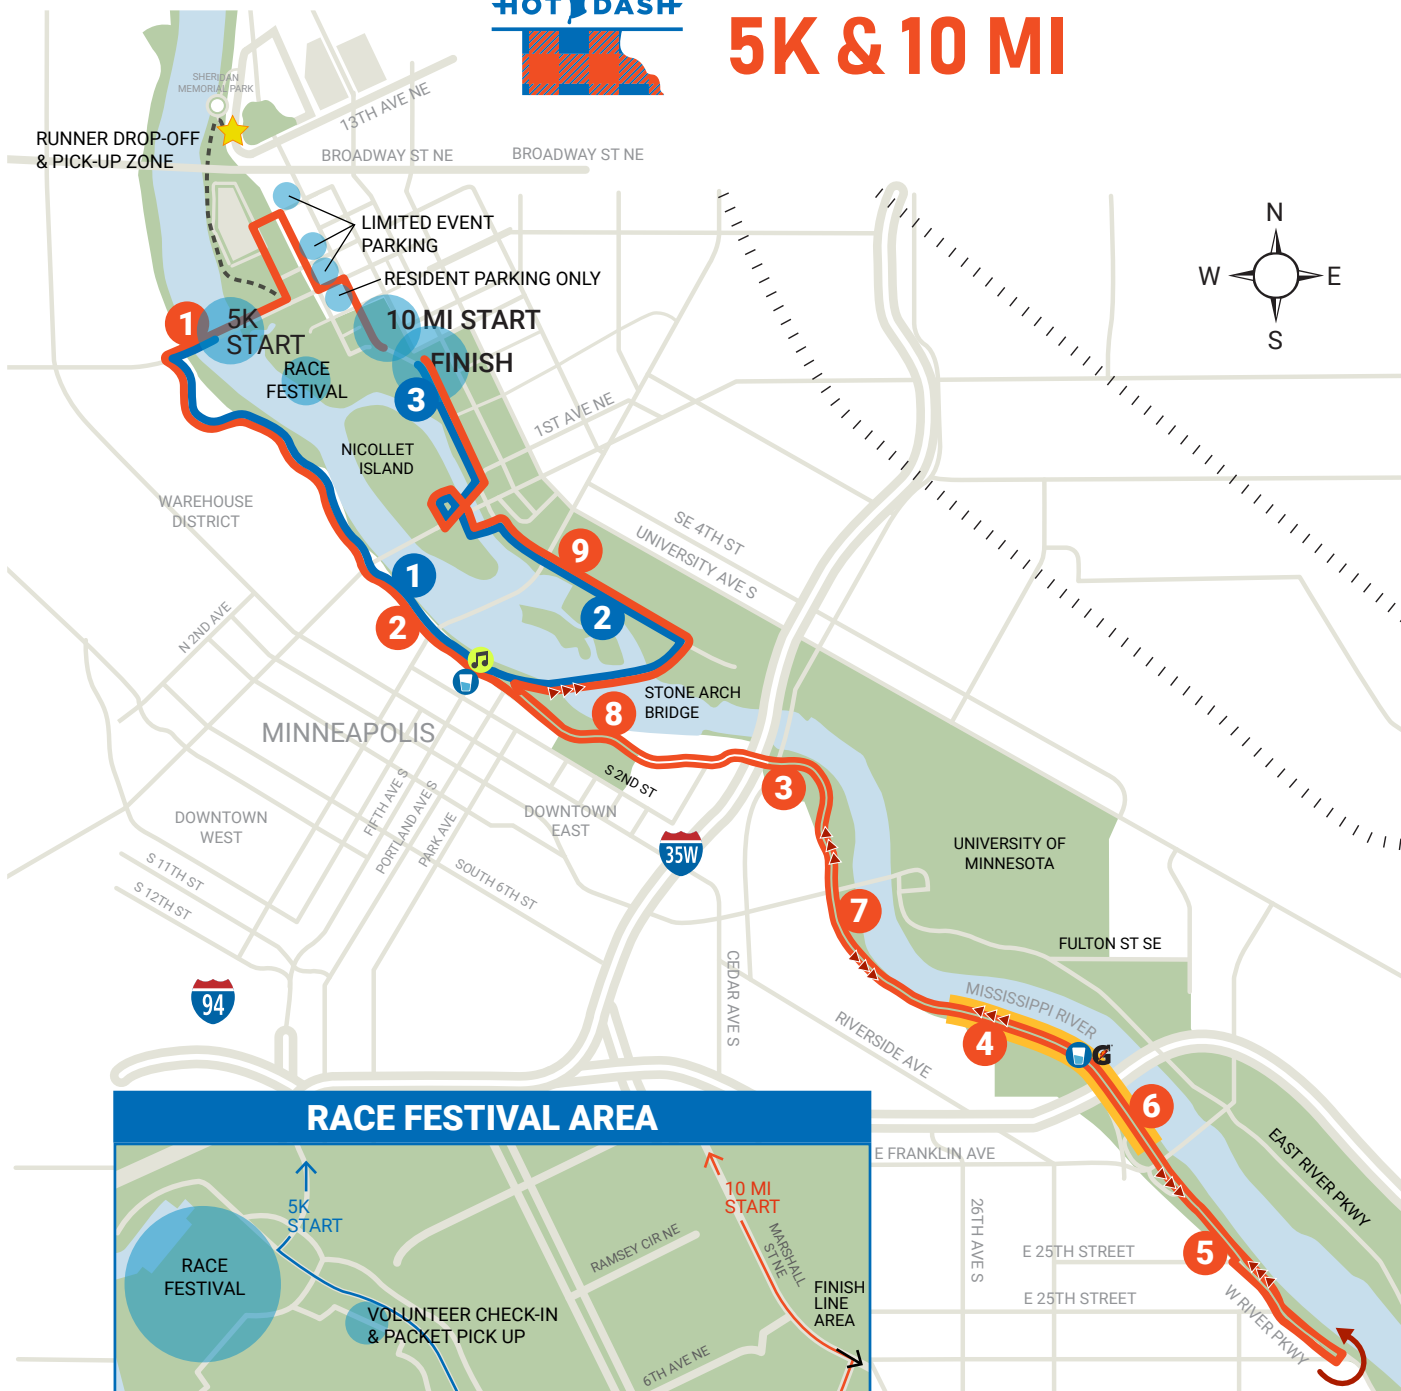 HOT DASH
5K & 10 MI
SHERIDAN
MEMORIAL PARK
13TH AVE NE
RUNNER DROP-OFF
& PICK-UP ZONE
BROADWAY ST NE
BROADWAY ST NE
LIMITED EVENT
PARKING
RESIDENT PARKING ONLY
N
W
E
S
1
5K
START
10 MI START
FINISH
RACE
FESTIVAL
3
1ST AVE NE
NICOLLET
ISLAND
WAREHOUSE
DISTRICT
SE 4TH ST
UNIVERSITY AVE S
9
1
2
2
N 2ND AVE
STONE ARCH
BRIDGE
8
MINNEAPOLIS
S 2ND ST
3
FIFTH AVE S
PORTLAND AVE S
PARK AVE
DOWNTOWN
WEST
DOWNTOWN
EAST
35W
UNIVERSITY OF
MINNESOTA
S 11TH ST
S 12TH ST
SOUTH 6TH ST
7
FULTON ST SE
CEDAR AVE S
94
MISSISSIPPI RIVER
RIVERSIDE AVE
4
G
6
E FRANKLIN AVE
EAST RIVER PKWY
26TH AVE S
E 25TH STREET
5
E 25TH STREET
W RIVER PKWY
RACE FESTIVAL AREA
5K
START
10 MI
START
RAMSEY CIR NE
MARSHALL
ST NE
RACE
FESTIVAL
FINISH
LINE
AREA
VOLUNTEER CHECK-IN
& PACKET PICK UP
6TH AVE NE